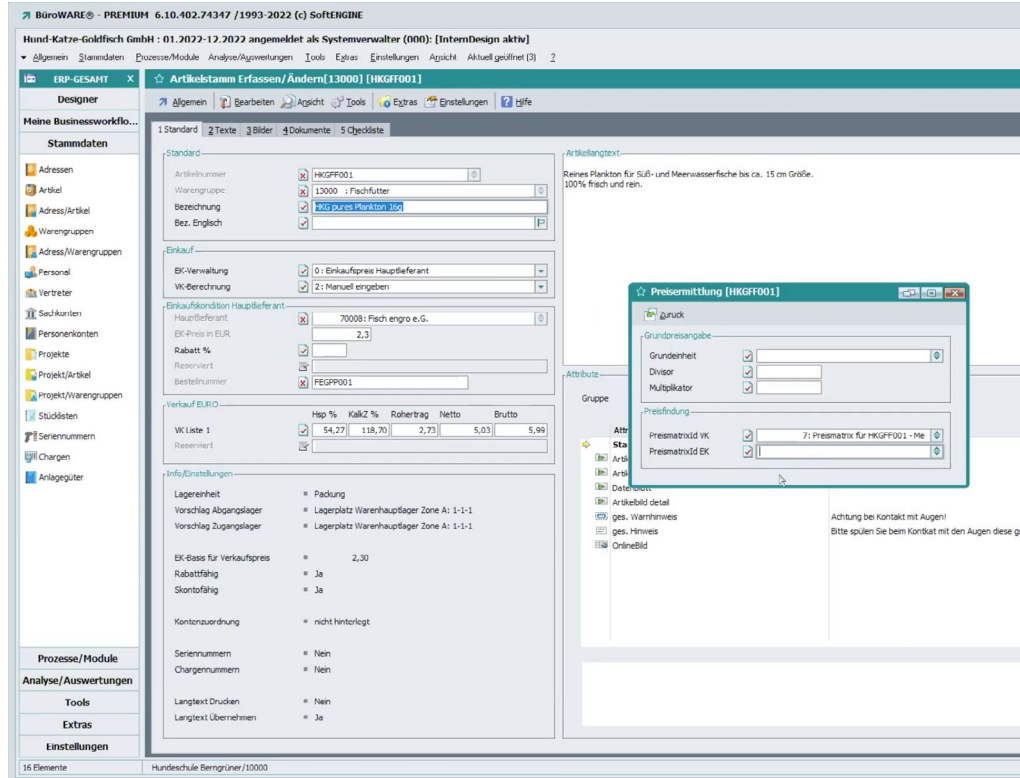 BüroWARE® - PREMIUM 6.10.402.74347 /1993-2022 (c) SoftENGINE
Hund-Katze-Goldfisch GmbH : 01.2022-12.2022 angemeldet als Systemverwalter (000): [InternDesign aktiv]
Allgemein Stammdaten Prozesse/Module Analyse/Auswertungen Tools Extras Einstellungen Ansicht Aktuell geöffnet (3) ?
ERP-GESAMT X
Designer
Meine Businessworkflo...
Stammdaten
Adressen
Artikel
Adress/Artikel
Warengruppen
Adress/Warengruppen
Personal
Vertreter
Sachkonten
Personenkonten
Projekte
Projekt/Artikel
Projekt/Warengruppen
Stücklisten
Seriennummern
Chargen
Anlagegüter
Prozesse/Module
Analyse/Auswertungen
Tools
Extras
Einstellungen
Artikelstamm Erfassen/Ändern[13000] [HKGFF001]
Allgemein Bearbeiten Ansicht Tools Extras Einstellungen Hilfe
1 Standard 2 Texte 3 Bilder 4 Dokumente 5 Checkliste
Standard
Artikelnummer HKGFF001
Warengruppe 13000 : Fischfutter
Bezeichnung HKG pures Plankton 16g
Bez. Englisch
Einkauf
EK-Verwaltung 0 : Einkaufspreis Hauptlieferant
VK-Berechnung 2 : Manuell eingeben
Einkaufskondition Hauptlieferant
Hauptlieferant 70008: Fisch engro e.G.
EK-Preis in EUR 2,3
Rabatt %
Reserviert
Bestellnummer FEGPP001
Verkauf EURO
Hsp % KalkZ % Rohertrag Netto Brutto
VK Liste 1 54,27 118,70 2,73 5,03 5,99
Reserviert
Info/Einstellungen
Lagereinheit Packung
Vorschlag Abgangslager Lagerplatz Warenhauptlager Zone A: 1-1-1
Vorschlag Zugangslager Lagerplatz Warenhauptlager Zone A: 1-1-1
EK-Basis für Verkaufspreis 2,30
Rabattfähig Ja
Skontofähig Ja
Kontenzuordnung nicht hinterlegt
Seriennummern Nein
Chargennummern Nein
Langtext Drucken Nein
Langtext Übernehmen Ja
Artikellangtext
Reines Plankton für Süß- und Meerwasserfische bis ca. 15 cm Größe.
100% frisch und rein.
Preisermittlung [HKGFF001]
Zurück
Grundpreisangabe
Grundeinheit
Divisor
Multiplikator
Preisfindung
PreismatrixId VK 7: Preismatrix für HKGFF001 - Me
PreismatrixId EK
Attribute
Gruppe
Attr
Sta
Artik
Artik
Datenblatt
Artikelbild detail
ges. Warnhinweis Achtung bei Kontakt mit Augen!
ges. Hinweis Bitte spülen Sie beim Kontkat mit den Augen diese g
OnlineBild
16 Elemente Hundeschule Berngrüner/10000